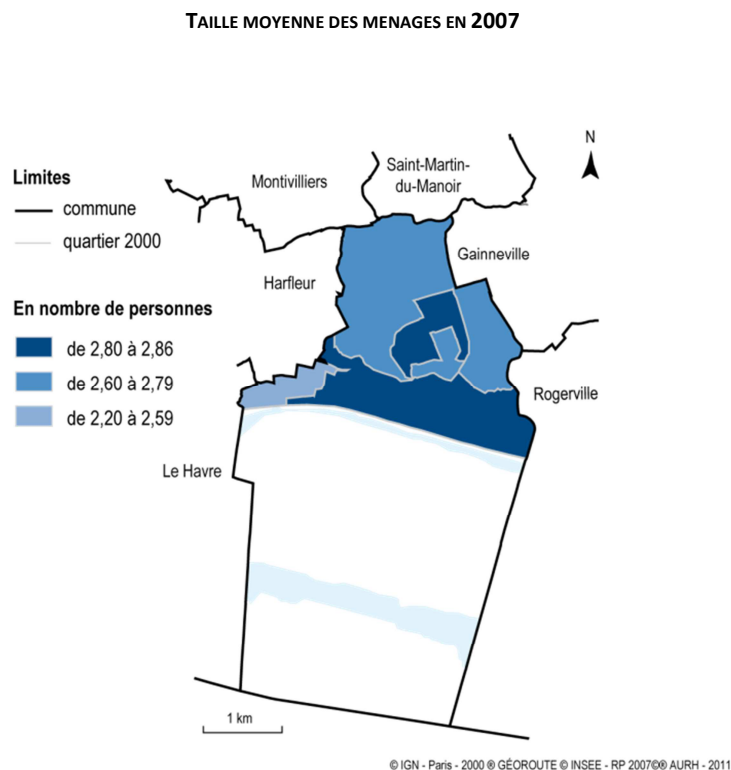 TAILLE MOYENNE DES MENAGES EN 2007
N
Saint-Martin-
du-Manoir
Montivilliers
Limites
commune
quartier 2000
Gainneville
Harfleur
En nombre de personnes
de 2,80 à 2,86
de 2,60 à 2,79
de 2,20 à 2,59
Rogerville
Le Havre
1 km
© IGN - Paris - 2000 ® GÉOROUTE © INSEE - RP 2007©® AURH - 2011